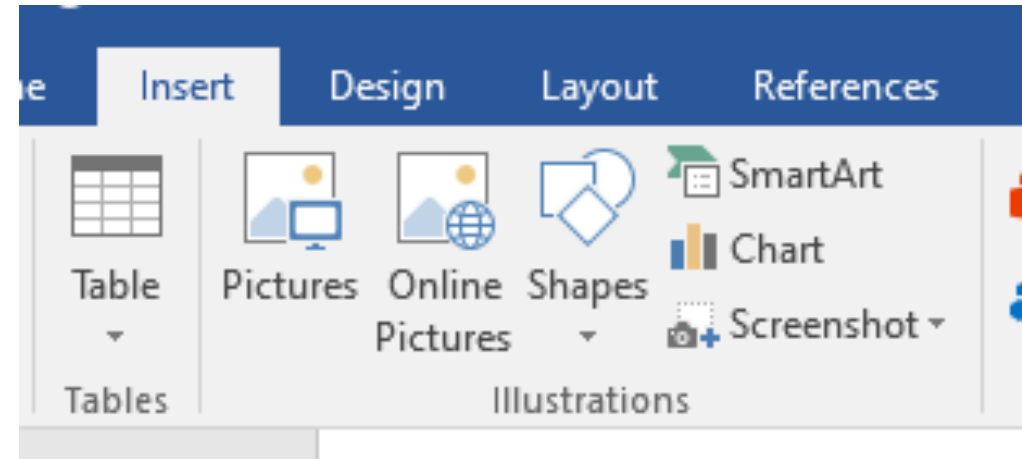 Insert Design Layout References
Table
Pictures
Online
Pictures
Shapes
SmartArt
Chart
Screenshot
Tables
Illustrations